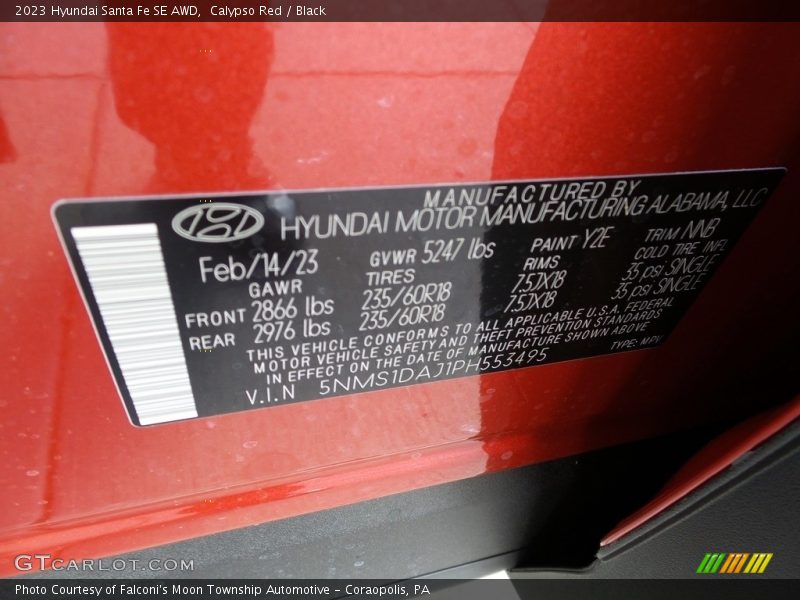 2023 Hyundai Santa Fe SE AWD, Calypso Red / Black
MANUFACTURED BY
HYUNDAI MOTOR MANUFACTURING ALABAMA, LLC
Feb/14/23 GVWR 5247 lbs PAINT Y2E TRIM NNB
GAWR TIRES RIMS COLD TIRE INFL
FRONT 2866 lbs 235/60R18 7.5JX18 35 psi SINGLE
REAR 2976 lbs 235/60R18 7.5JX18 35 psi SINGLE
THIS VEHICLE CONFORMS TO ALL APPLICABLE U.S.A. FEDERAL
MOTOR VEHICLE SAFETY AND THEFT PREVENTION STANDARDS
IN EFFECT ON THE DATE OF MANUFACTURE SHOWN ABOVE
V.I.N 5NMS1DAJ1PH553495 TYPE: MPV
GTCARLOT.COM
Photo Courtesy of Falconi's Moon Township Automotive - Coraopolis, PA